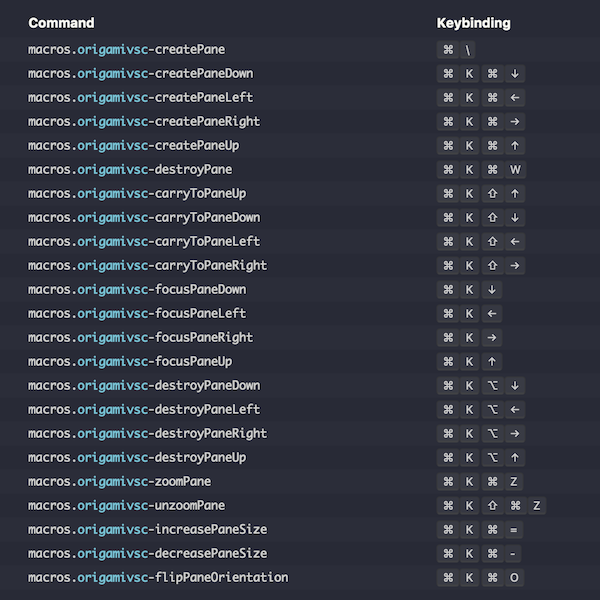 Command Keybinding
macros.origamivsc-createPane ⌘ \
macros.origamivsc-createPaneDown ⌘ K ⌘ ↓
macros.origamivsc-createPaneLeft ⌘ K ⌘ ←
macros.origamivsc-createPaneRight ⌘ K ⌘ →
macros.origamivsc-createPaneUp ⌘ K ⌘ ↑
macros.origamivsc-destroyPane ⌘ K ⌘ W
macros.origamivsc-carryToPaneUp ⌘ K ⇧ ↑
macros.origamivsc-carryToPaneDown ⌘ K ⇧ ↓
macros.origamivsc-carryToPaneLeft ⌘ K ⇧ ←
macros.origamivsc-carryToPaneRight ⌘ K ⇧ →
macros.origamivsc-focusPaneDown ⌘ K ↓
macros.origamivsc-focusPaneLeft ⌘ K ←
macros.origamivsc-focusPaneRight ⌘ K →
macros.origamivsc-focusPaneUp ⌘ K ↑
macros.origamivsc-destroyPaneDown ⌘ K ⌥ ↓
macros.origamivsc-destroyPaneLeft ⌘ K ⌥ ←
macros.origamivsc-destroyPaneRight ⌘ K ⌥ →
macros.origamivsc-destroyPaneUp ⌘ K ⌥ ↑
macros.origamivsc-zoomPane ⌘ K ⌘ Z
macros.origamivsc-unzoomPane ⌘ K ⇧ ⌘ Z
macros.origamivsc-increasePaneSize ⌘ K ⌘ =
macros.origamivsc-decreasePaneSize ⌘ K ⌘ -
macros.origamivsc-flipPaneOrientation ⌘ K ⌘ O